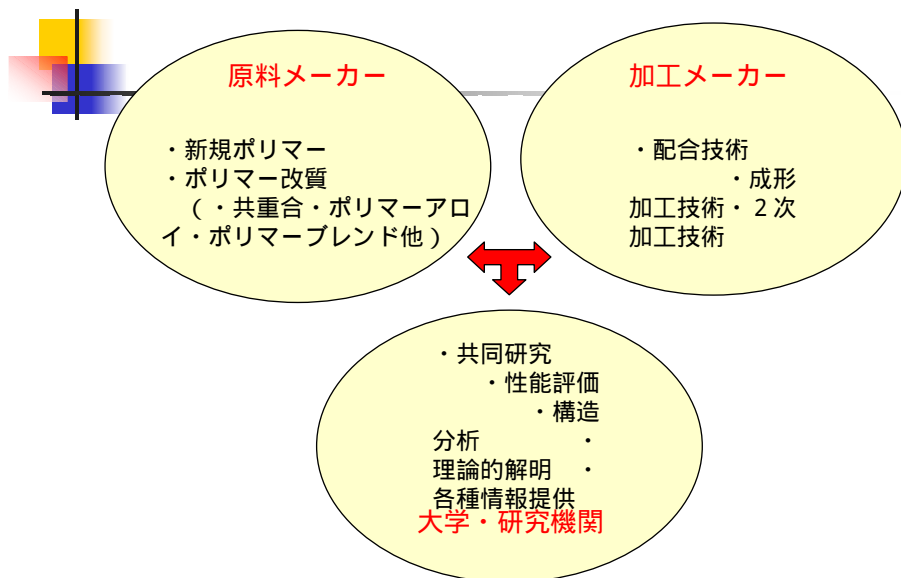 原料メーカー
・新規ポリマー
・ポリマー改質
（・共重合・ポリマーアロ
イ・ポリマーブレンド他）
加工メーカー
・配合技術
・成形
加工技術・２次
加工技術
・共同研究
・性能評価
・構造
分析　　　　・
理論的解明　・
各種情報提供
大学・研究機関